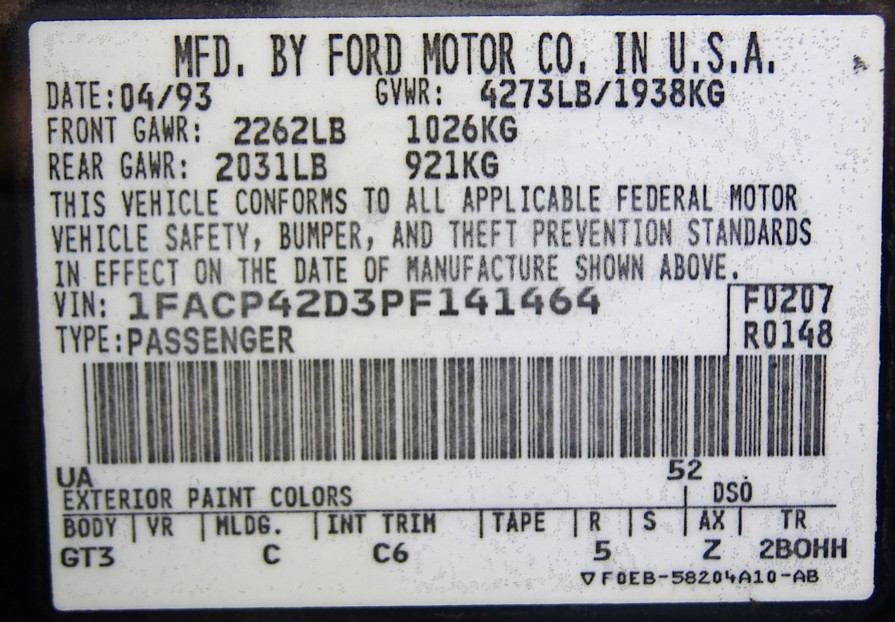 MFD. BY FORD MOTOR CO. IN U.S.A.
DATE:04/93 GVWR: 4273LB/1938KG
FRONT GAWR: 2262LB 1026KG
REAR GAWR: 2031LB 921KG
THIS VEHICLE CONFORMS TO ALL APPLICABLE FEDERAL MOTOR
VEHICLE SAFETY, BUMPER, AND THEFT PREVENTION STANDARDS
IN EFFECT ON THE DATE OF MANUFACTURE SHOWN ABOVE.
VIN: 1FACP42D3PF141464 F0207
TYPE:PASSENGER R0148
UA 52
EXTERIOR PAINT COLORS DSO
BODY VR MLDG. INT TRIM TAPE R S AX TR
GT3 C C6 5 Z 2BOHH
▽F0EB-58204A10-AB